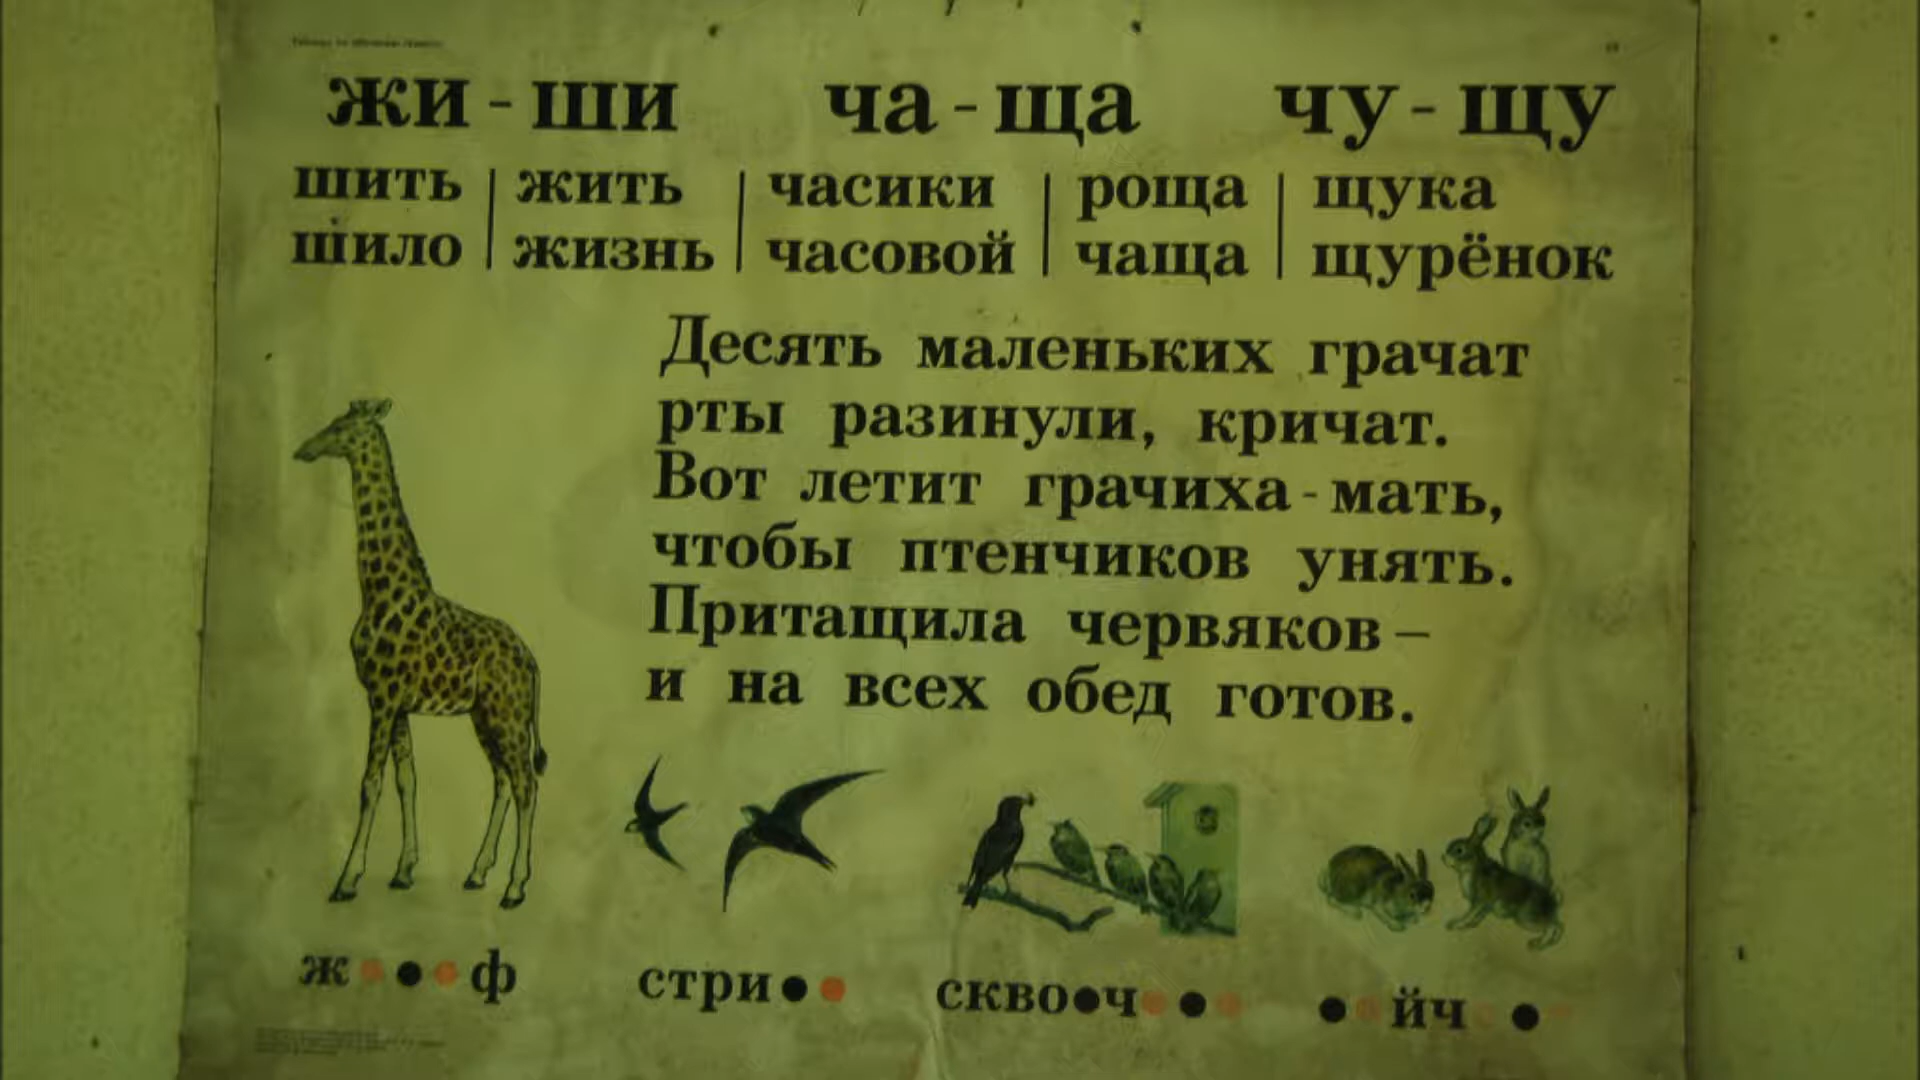 жи - ши ча - ща чу - щу
шить | жить | часики | роща | щука
шило | жизнь | часовой | чаща | щурёнок
Десять маленьких грачат
рты разинули, кричат.
Вот летит грачиха - мать,
чтобы птенчиков унять.
Притащила червяков –
и на всех обед готов.
ж●●●ф стри●● скво●ч●●● ●●йч●●●